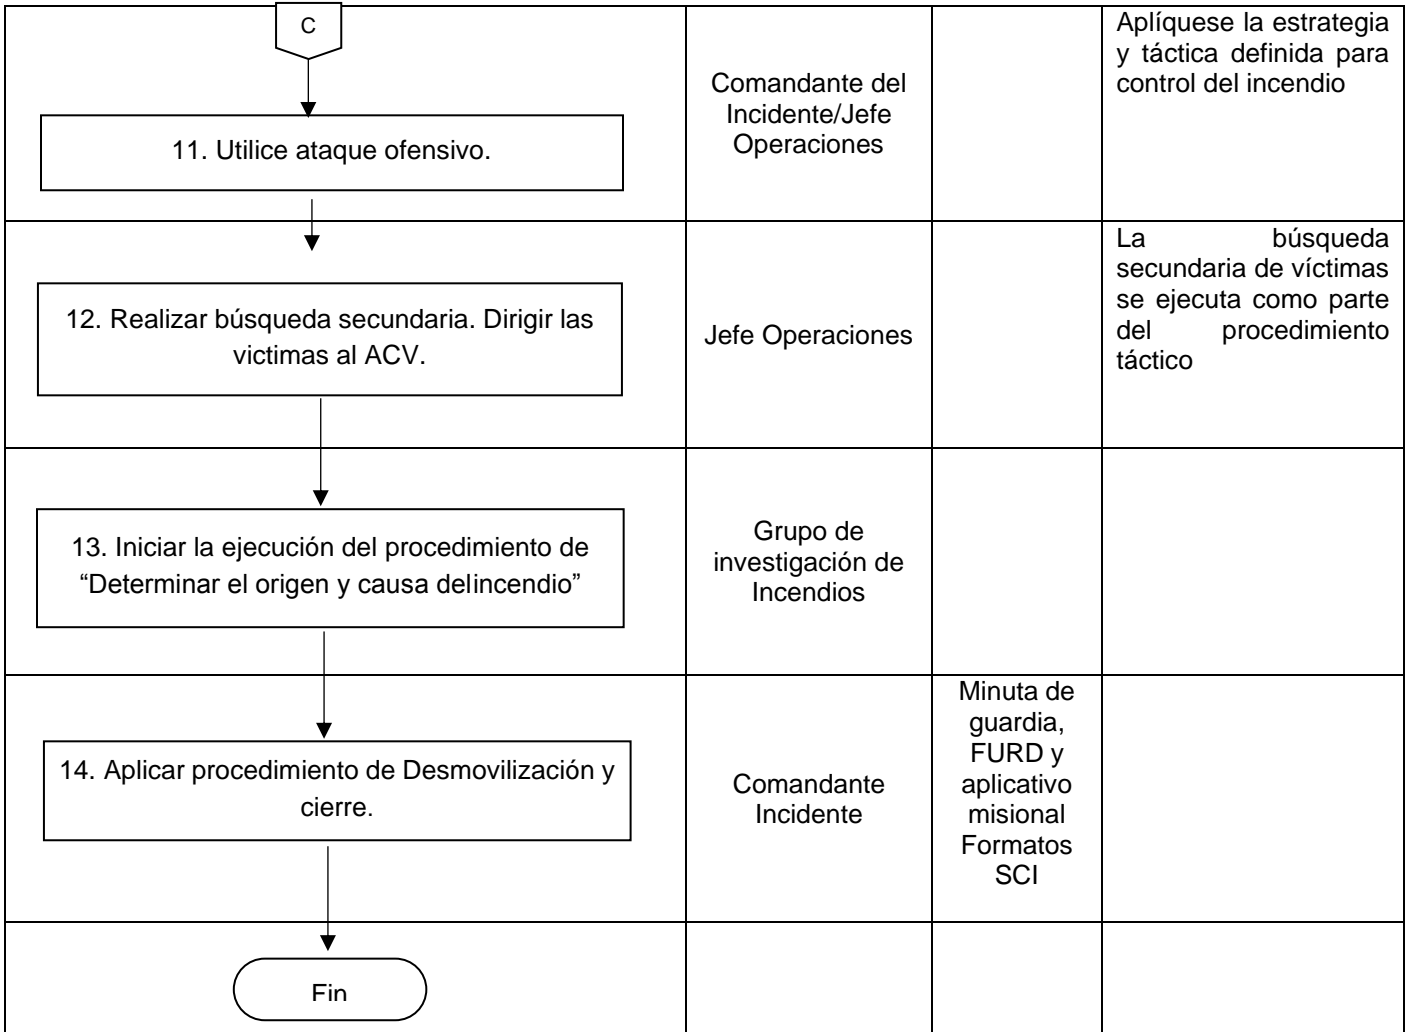 C
11. Utilice ataque ofensivo.
Comandante del
Incidente/Jefe
Operaciones
Aplíquese la estrategia
y táctica definida para
control del incendio
12. Realizar búsqueda secundaria. Dirigir las
victimas al ACV.
Jefe Operaciones
La búsqueda
secundaria de víctimas
se ejecuta como parte
del procedimiento
táctico
13. Iniciar la ejecución del procedimiento de
“Determinar el origen y causa delincendio”
Grupo de
investigación de
Incendios
14. Aplicar procedimiento de Desmovilización y
cierre.
Comandante
Incidente
Minuta de
guardia,
FURD y
aplicativo
misional
Formatos
SCI
Fin